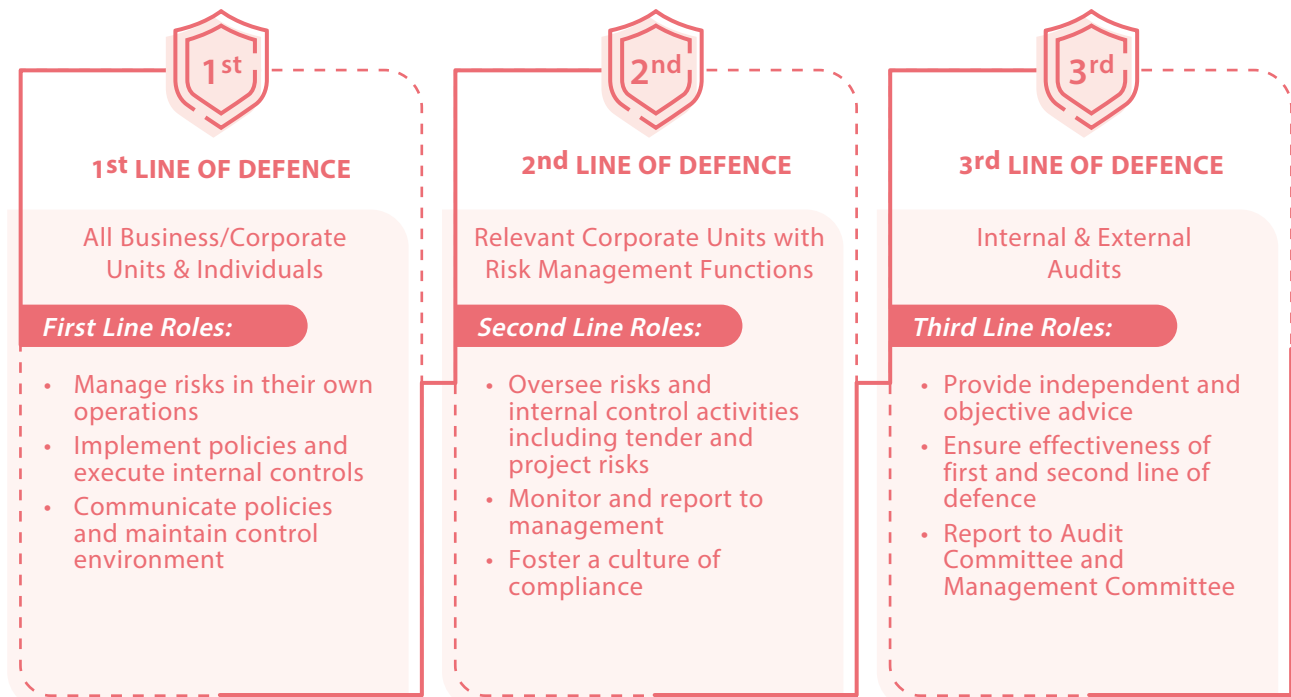 1st
1st LINE OF DEFENCE
All Business/Corporate
Units & Individuals
First Line Roles:
• Manage risks in their own
operations
• Implement policies and
execute internal controls
• Communicate policies
and maintain control
environment
2nd
2nd LINE OF DEFENCE
Relevant Corporate Units with
Risk Management Functions
Second Line Roles:
• Oversee risks and
internal control activities
including tender and
project risks
• Monitor and report to
management
• Foster a culture of
compliance
3rd
3rd LINE OF DEFENCE
Internal & External
Audits
Third Line Roles:
• Provide independent and
objective advice
• Ensure effectiveness of
first and second line of
defence
• Report to Audit
Committee and
Management Committee